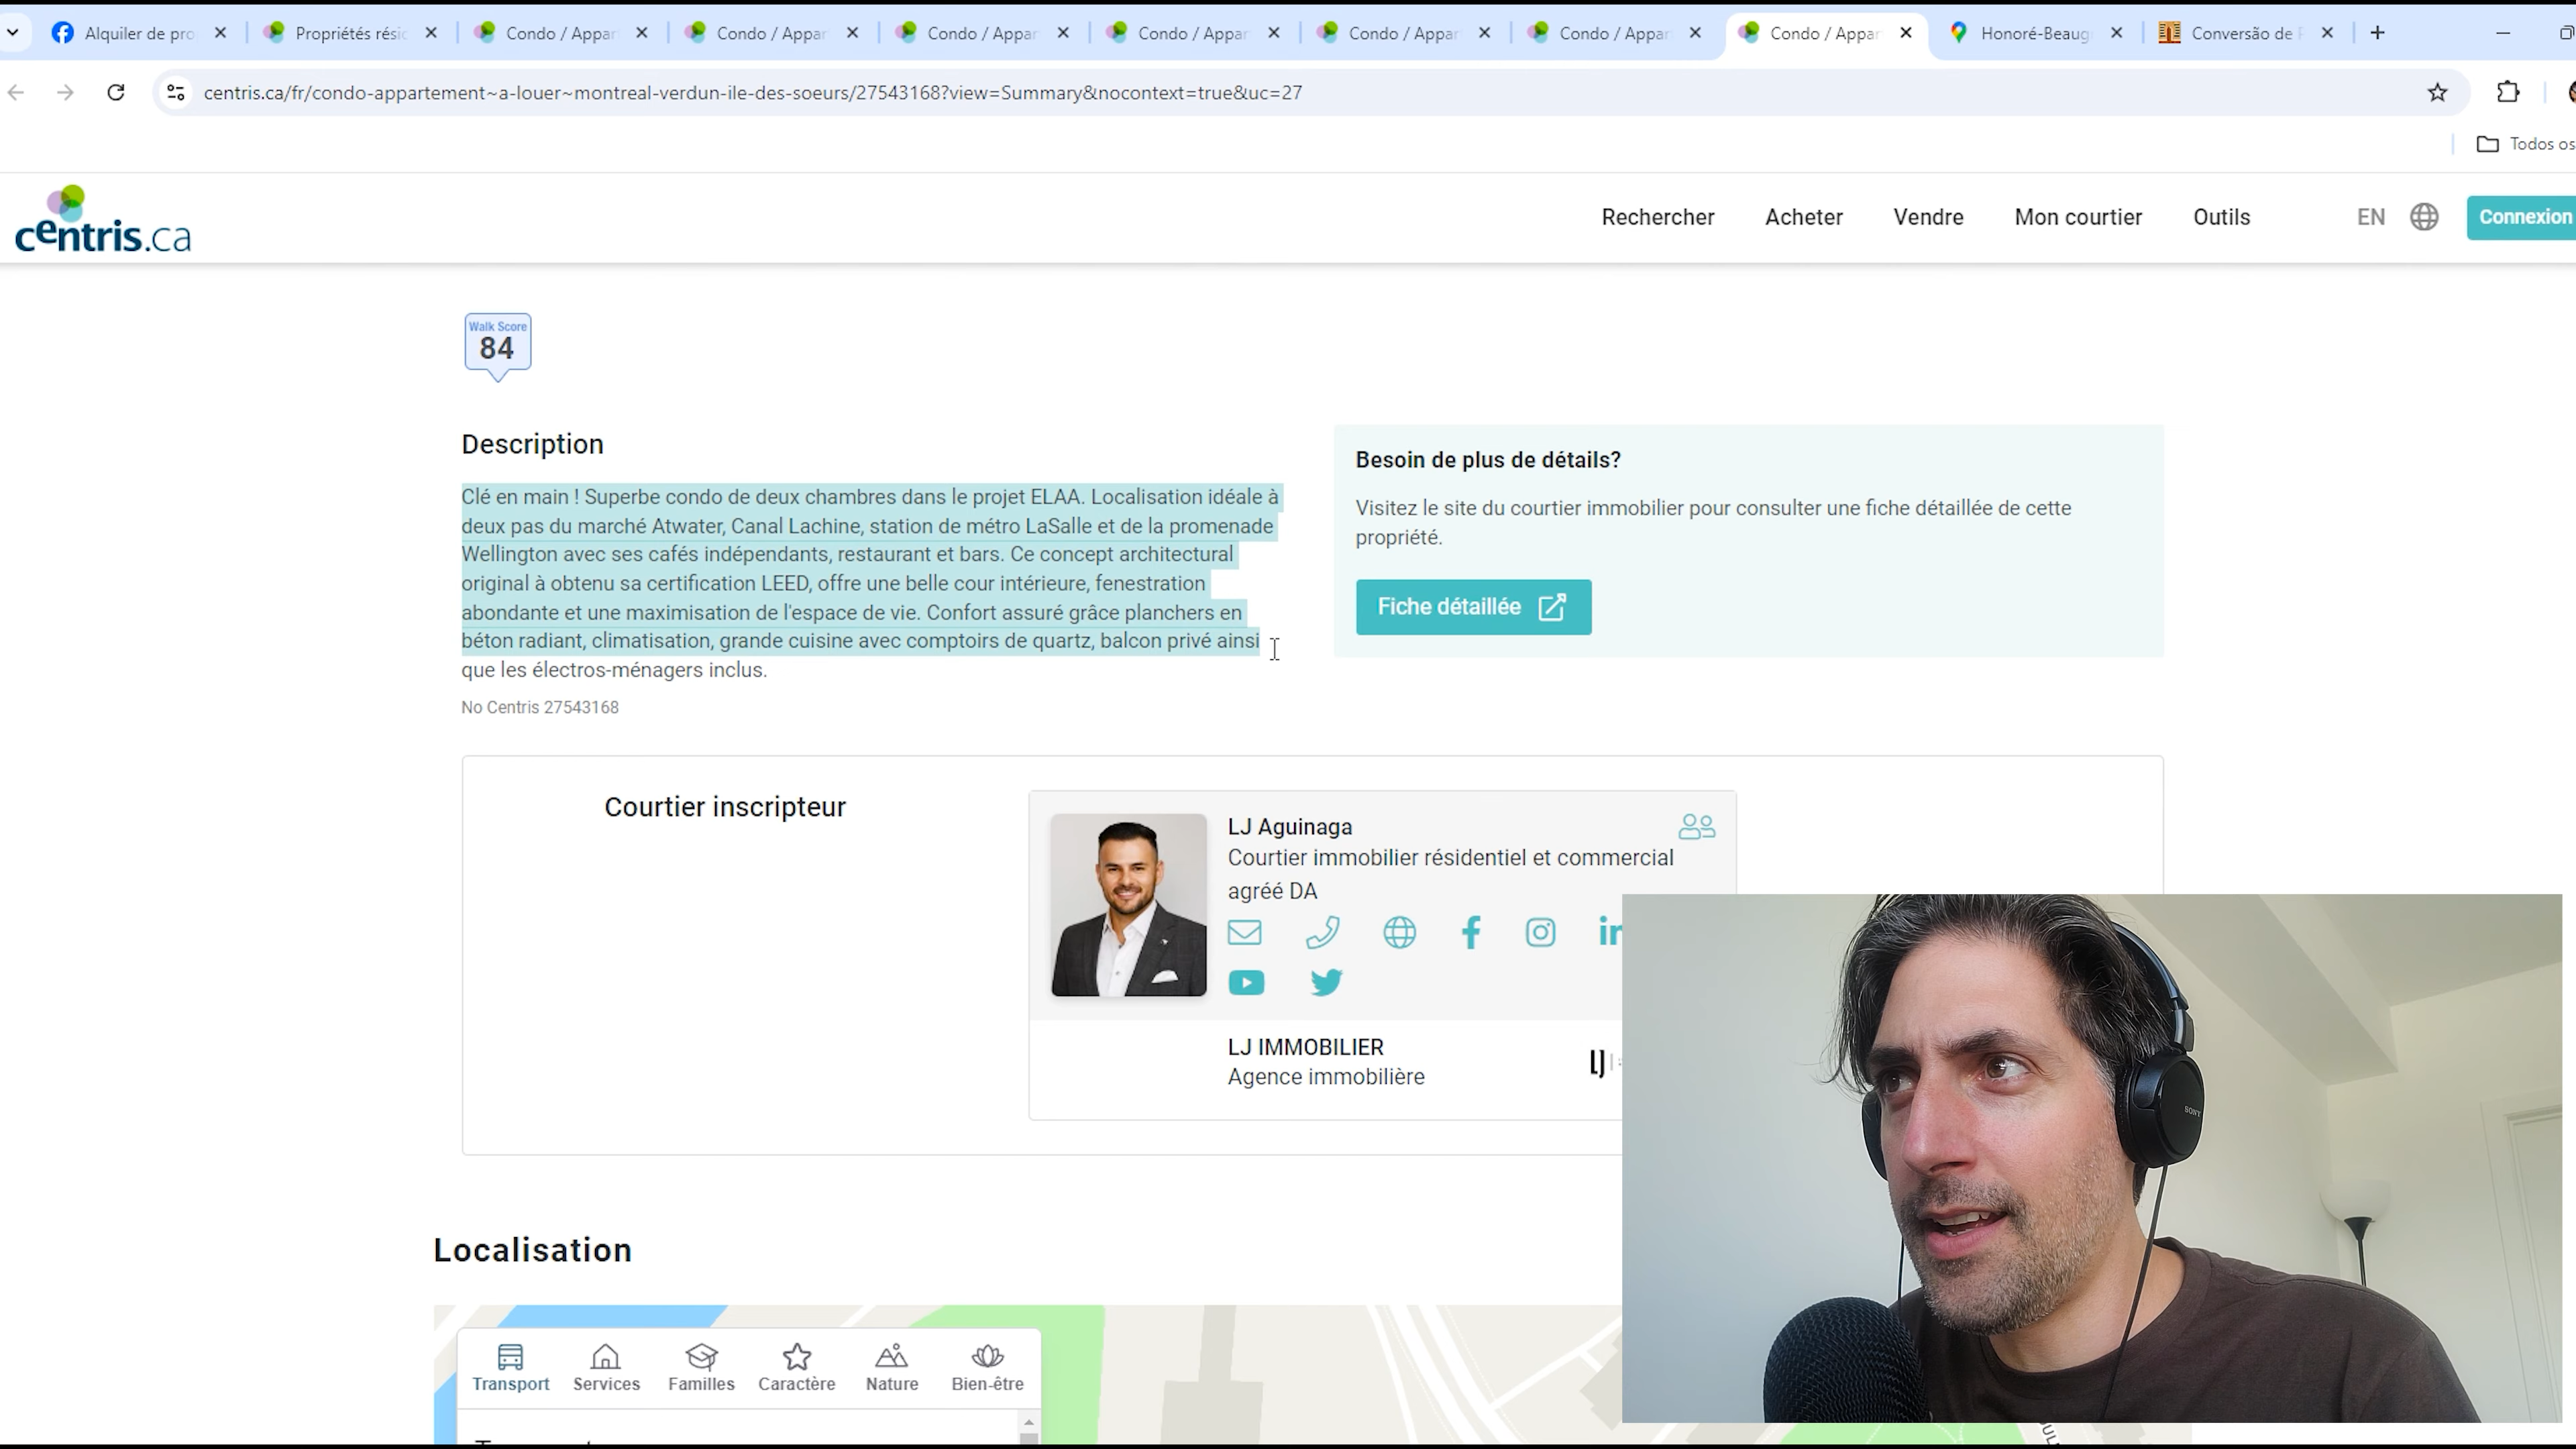 Alquiler de pro
Propriétés résid
Condo / Appar
Condo / Appar
Condo / Appar
Condo / Appar
Condo / Appar
Condo / Appar
Condo / Appar
Honoré-Beaug
Conversão de
centris.ca/fr/condo-appartement~a-louer~montreal-verdun-ile-des-soeurs/27543168?view=Summary&nocontext=true&uc=27
Todos os
centris.ca
Rechercher
Acheter
Vendre
Mon courtier
Outils
EN
Connexion
Walk Score
84
Description
Clé en main ! Superbe condo de deux chambres dans le projet ELAA. Localisation idéale à
deux pas du marché Atwater, Canal Lachine, station de métro LaSalle et de la promenade
Wellington avec ses cafés indépendants, restaurant et bars. Ce concept architectural
original à obtenu sa certification LEED, offre une belle cour intérieure, fenestration
abondante et une maximisation de l'espace de vie. Confort assuré grâce planchers en
béton radiant, climatisation, grande cuisine avec comptoirs de quartz, balcon privé ainsi
que les électros-ménagers inclus.
No Centris 27543168
Besoin de plus de détails?
Visitez le site du courtier immobilier pour consulter une fiche détaillée de cette
propriété.
Fiche détaillée
Courtier inscripteur
LJ Aguinaga
Courtier immobilier résidentiel et commercial
agréé DA
LJ IMMOBILIER
Agence immobilière
LJ
SONY
Localisation
Transport
Services
Familles
Caractère
Nature
Bien-être